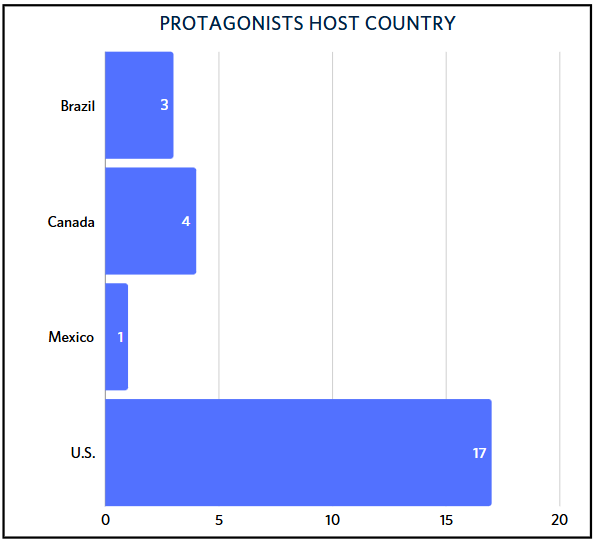 PROTAGONISTS HOST COUNTRY
Brazil 3
Canada 4
Mexico 1
U.S. 17
0 5 10 15 20